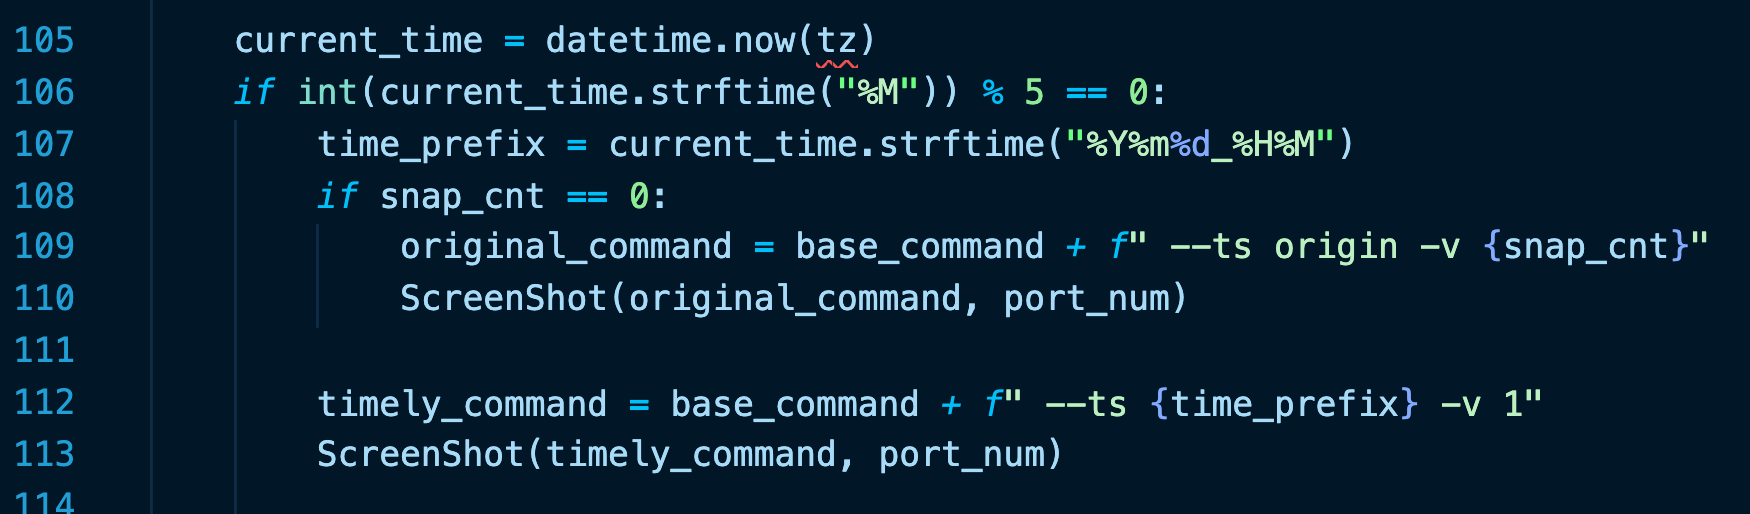 105 current_time = datetime.now(tz)
106 if int(current_time.strftime("%M")) % 5 == 0:
107 time_prefix = current_time.strftime("%Y%m%d_%H%M")
108 if snap_cnt == 0:
109 original_command = base_command + f" --ts origin -v {snap_cnt}"
110 ScreenShot(original_command, port_num)
111
112 timely_command = base_command + f" --ts {time_prefix} -v 1"
113 ScreenShot(timely_command, port_num)
114